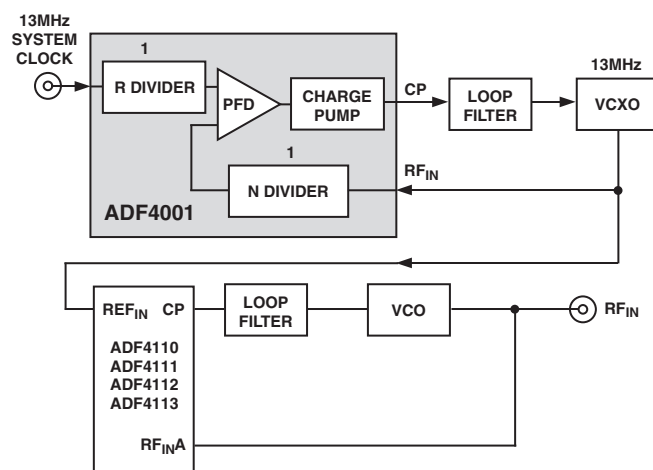 13MHz
SYSTEM
CLOCK
1
R DIVIDER
PFD
CHARGE
PUMP
CP
LOOP
FILTER
13MHz
VCXO
1
N DIVIDER
RFIN
ADF4001
REFIN CP
LOOP
FILTER
VCO
RFIN
ADF4110
ADF4111
ADF4112
ADF4113
RFINA